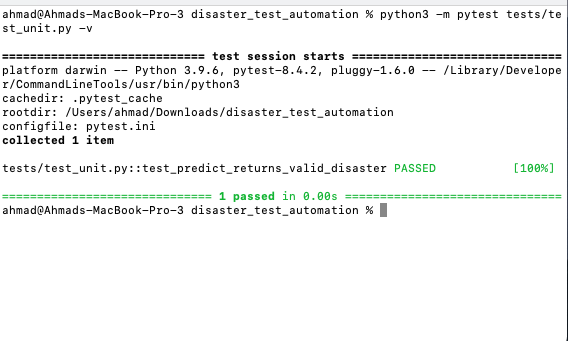 ahmad@Ahmads-MacBook-Pro-3 disaster_test_automation % python3 -m pytest tests/te
st_unit.py -v
============================ test session starts =============================
platform darwin -- Python 3.9.6, pytest-8.4.2, pluggy-1.6.0 -- /Library/Develope
r/CommandLineTools/usr/bin/python3
cachedir: .pytest_cache
rootdir: /Users/ahmad/Downloads/disaster_test_automation
configfile: pytest.ini
collected 1 item
tests/test_unit.py::test_predict_returns_valid_disaster PASSED [100%]
============================= 1 passed in 0.00s ==============================
ahmad@Ahmads-MacBook-Pro-3 disaster_test_automation %